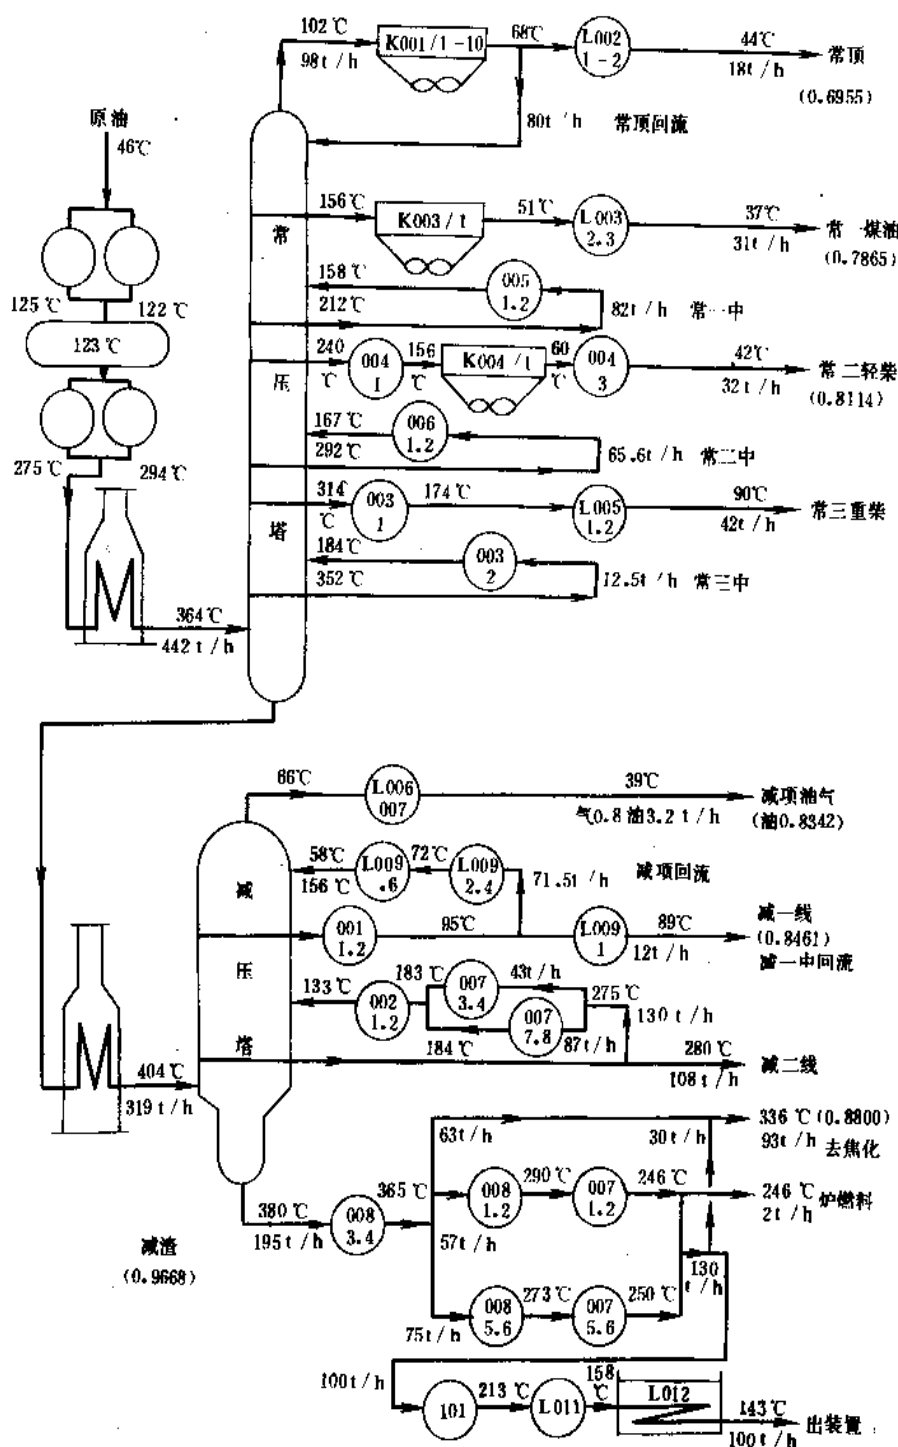 102℃
98t/h
K001/1-10
68℃
L002
1-2
44℃
18t/h
常顶
(0.6955)
80t/h 常顶回流
原油
46℃
156℃
K003/1
51℃
L003
2.3
37℃
31t/h
常一煤油
(0.7865)
常
压
塔
158℃
005
1.2
212℃
82t/h 常一中
125℃
122℃
123℃
240
℃
004
1
156
℃
K004/1
60
℃
004
3
42℃
32t/h
常二轻柴
(0.8114)
167℃
006
1.2
292℃
65.6t/h 常二中
275℃
294℃
314
℃
003
1
174℃
L005
1.2
90℃
42t/h
常三重柴
184℃
003
2
352℃
12.5t/h 常三中
364℃
442t/h
66℃
L006
007
39℃
气0.8油3.2t/h
减项油气
(油0.8342)
58℃
L009
.6
72℃
L009
2.4
156℃
71.5t/h
减项回流
减
压
塔
001
1.2
95℃
L009
1
89℃
12t/h
减一线
(0.8461)
减一中回流
133℃
002
1.2
183℃
007
3.4
43t/h
275℃
007
7.8
87t/h
130t/h
184℃
280℃
108t/h
减二线
404℃
319t/h
63t/h
30t/h
336℃(0.8800)
93t/h 去焦化
365℃
008
1.2
290℃
007
1.2
246℃
246℃
2t/h
炉燃料
380℃
195t/h
008
3.4
57t/h
减渣
(0.9668)
130
t/h
75t/h
008
5.6
273℃
007
5.6
250℃
100t/h
101
213℃
L011
158
℃
L012
143℃
100t/h
出装置